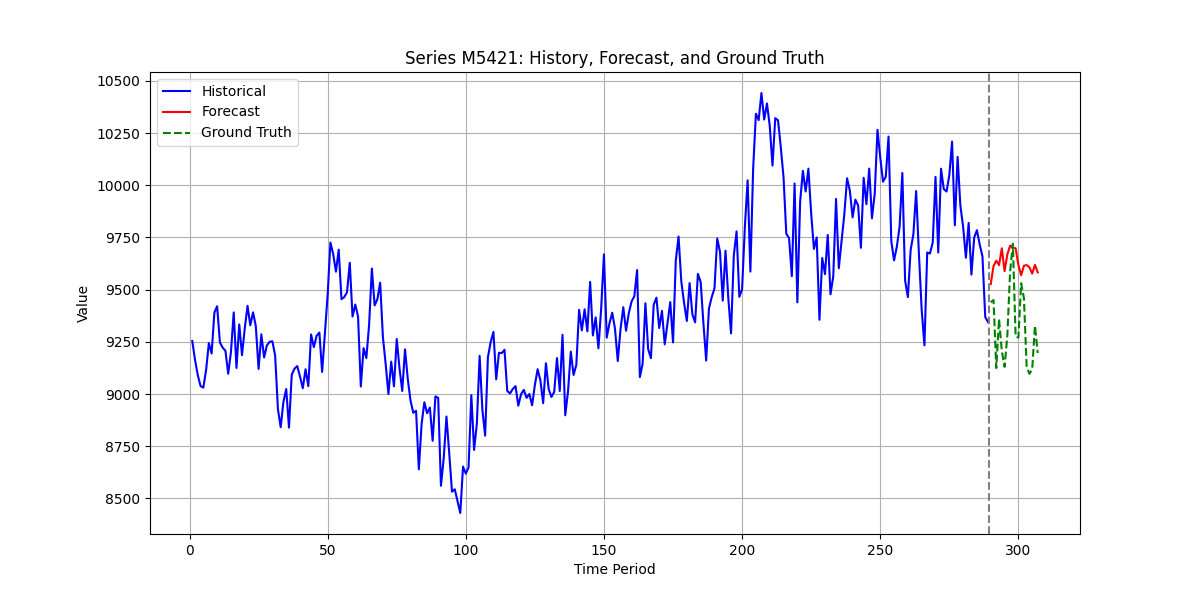 Series M5421: History, Forecast, and Ground Truth
Historical
Forecast
Ground Truth
10500
10250
10000
9750
9500
9250
9000
8750
8500
Value
0 50 100 150 200 250 300
Time Period